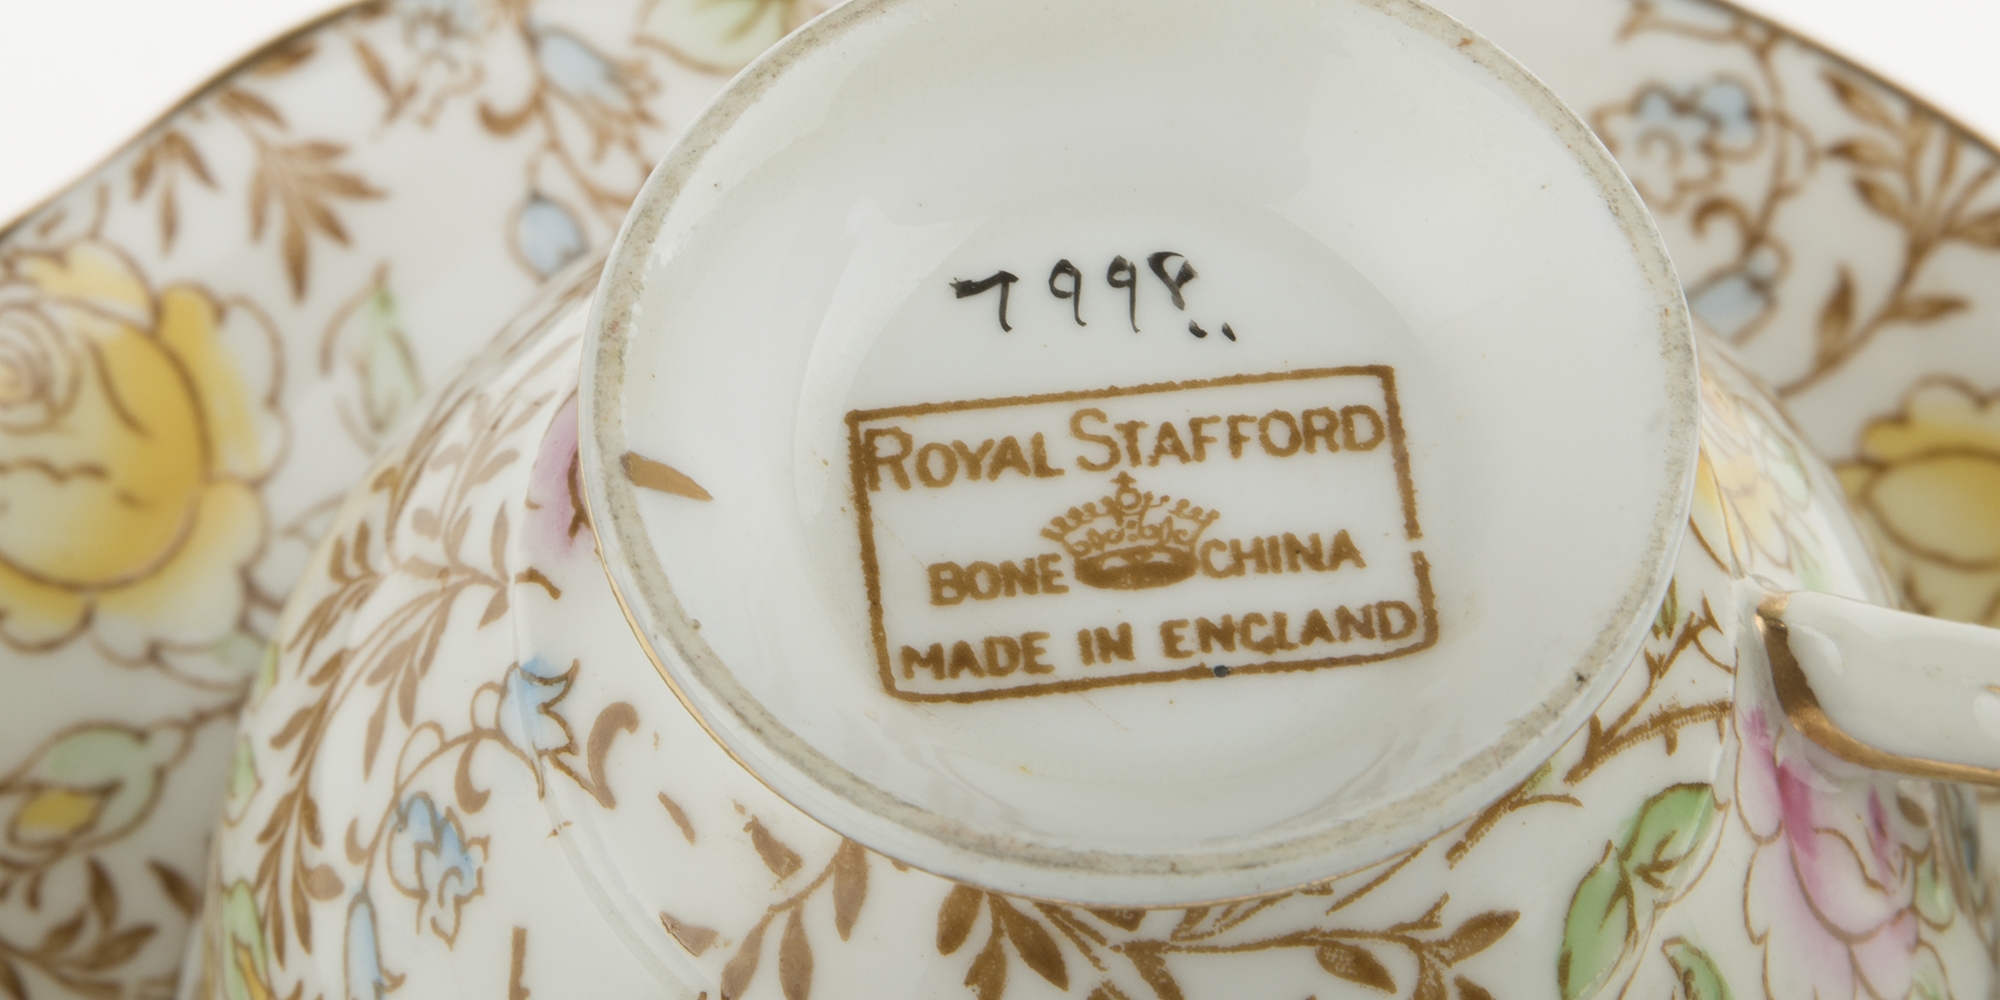 7998..
ROYAL STAFFORD
BONE CHINA
MADE IN ENGLAND